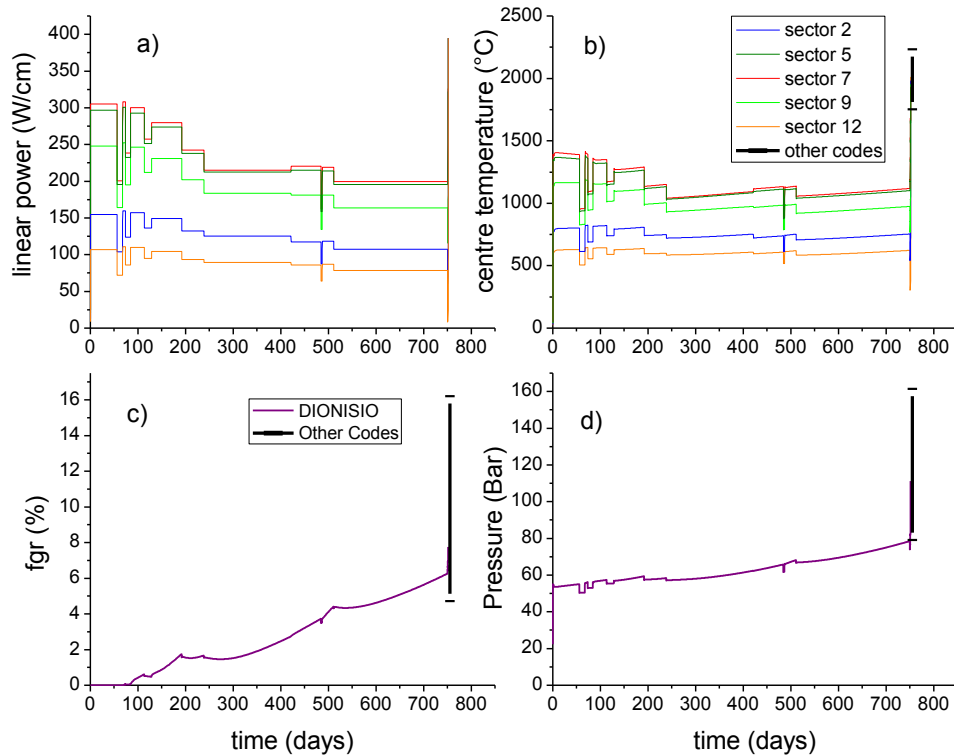 a)
linear power (W/cm)
400
350
300
250
200
150
100
50
0
0 100 200 300 400 500 600 700 800
b)
centre temperature (°C)
2500
2000
1500
1000
500
0
0 100 200 300 400 500 600 700 800
sector 2
sector 5
sector 7
sector 9
sector 12
other codes
c)
fgr (%)
16
14
12
10
8
6
4
2
0
0 100 200 300 400 500 600 700 800
time (days)
DIONISIO
Other Codes
d)
Pressure (Bar)
160
140
120
100
80
60
40
20
0
0 100 200 300 400 500 600 700 800
time (days)